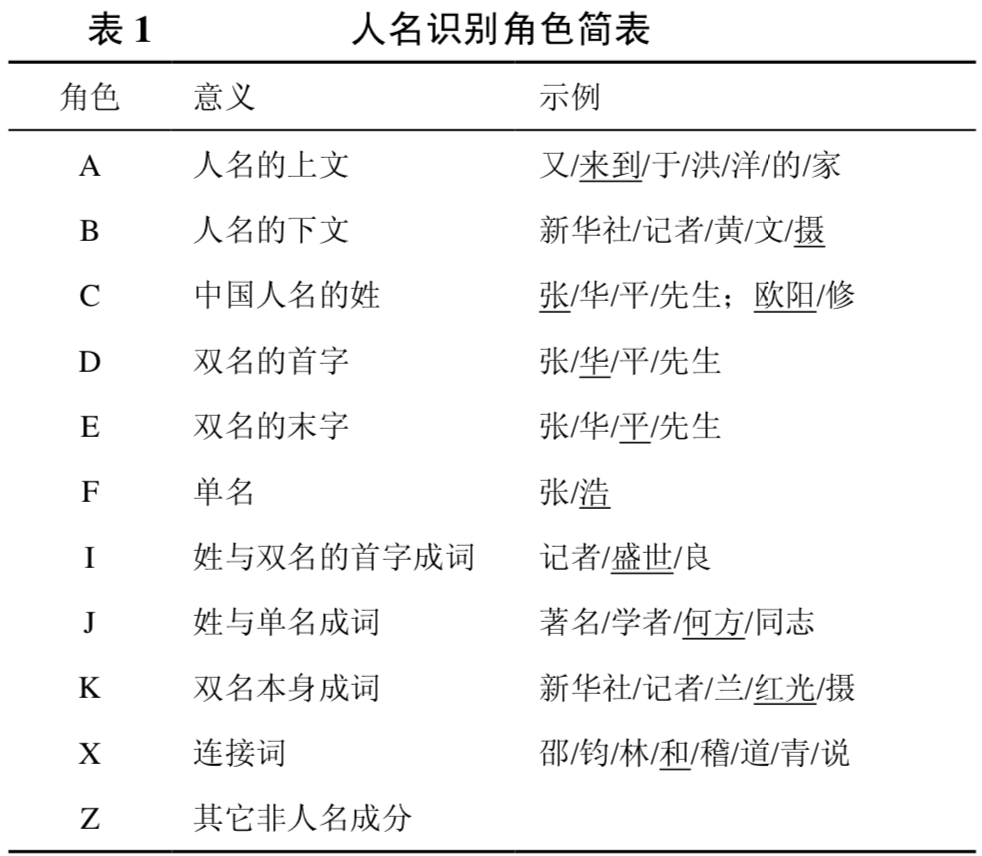 表 1 人名识别角色简表
角色 意义 示例
A 人名的上文 又/来到/于/洪/洋/的/家
B 人名的下文 新华社/记者/黄/文/摄
C 中国人名的姓 张/华/平/先生；欧阳/修
D 双名的首字 张/华/平/先生
E 双名的末字 张/华/平/先生
F 单名 张/浩
I 姓与双名的首字成词 记者/盛世/良
J 姓与单名成词 著名/学者/何方/同志
K 双名本身成词 新华社/记者/兰/红光/摄
X 连接词 邵/钧/林/和/稽/道/青/说
Z 其它非人名成分